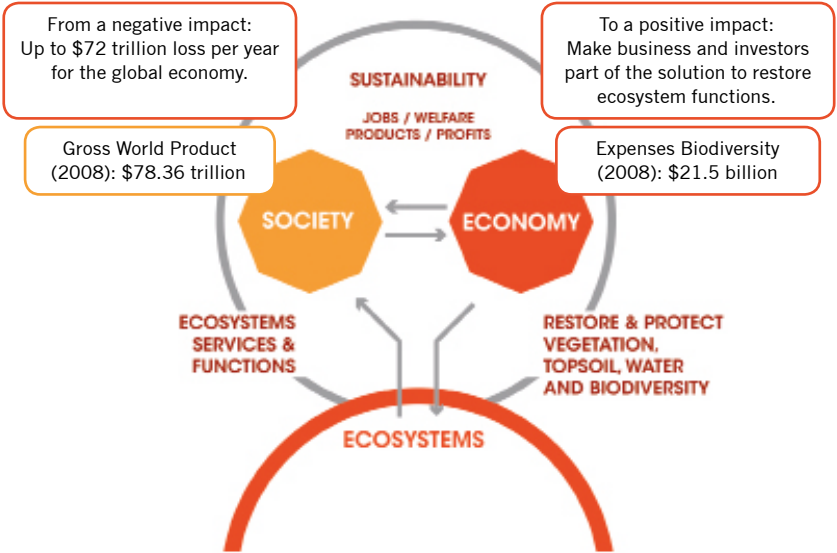 From a negative impact:
Up to $72 trillion loss per year
for the global economy.
To a positive impact:
Make business and investors
part of the solution to restore
ecosystem functions.
SUSTAINABILITY
JOBS / WELFARE
PRODUCTS / PROFITS
Gross World Product
(2008): $78.36 trillion
Expenses Biodiversity
(2008): $21.5 billion
SOCIETY
ECONOMY
ECOSYSTEMS
SERVICES &
FUNCTIONS
RESTORE & PROTECT
VEGETATION,
TOPSOIL, WATER
AND BIODIVERSITY
ECOSYSTEMS